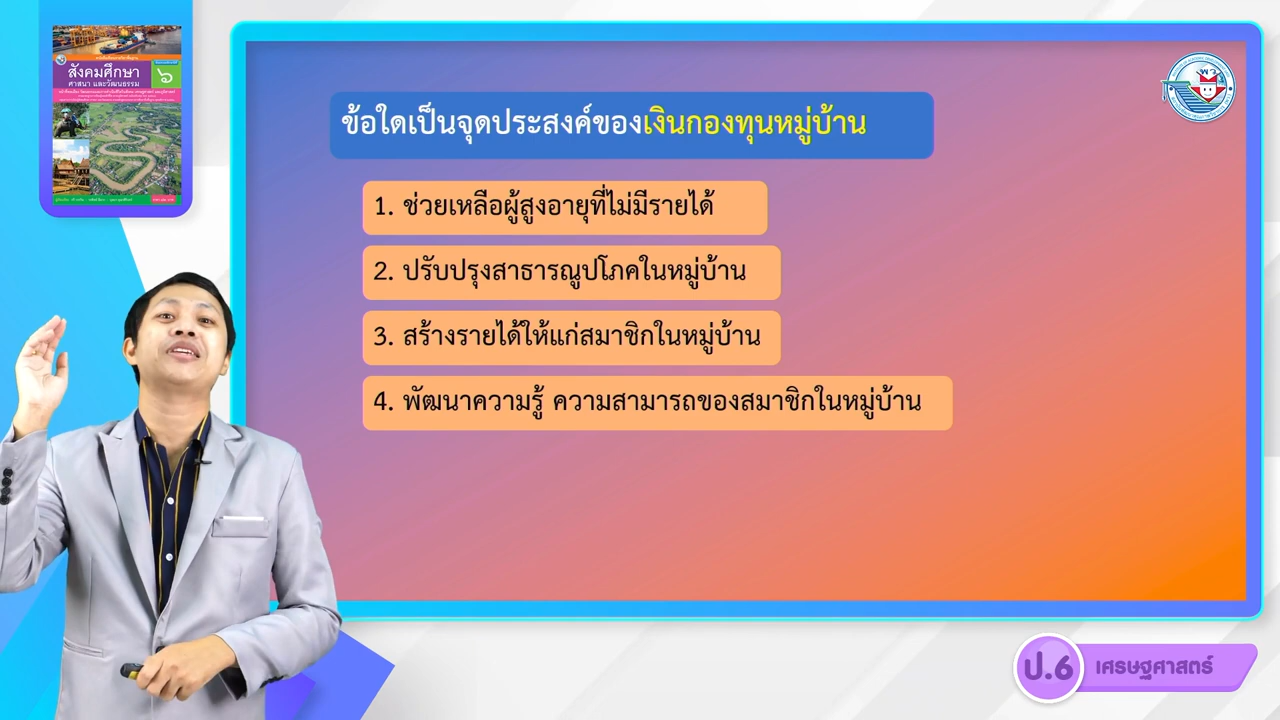 สังคมศึกษา
ศาสนา และวัฒนธรรม
๖
พว
ข้อใดเป็นจุดประสงค์ของเงินกองทุนหมู่บ้าน
1. ช่วยเหลือผู้สูงอายุที่ไม่มีรายได้
2. ปรับปรุงสาธารณูปโภคในหมู่บ้าน
3. สร้างรายได้ให้แก่สมาชิกในหมู่บ้าน
4. พัฒนาความรู้ ความสามารถของสมาชิกในหมู่บ้าน
ป.6 เศรษฐศาสตร์